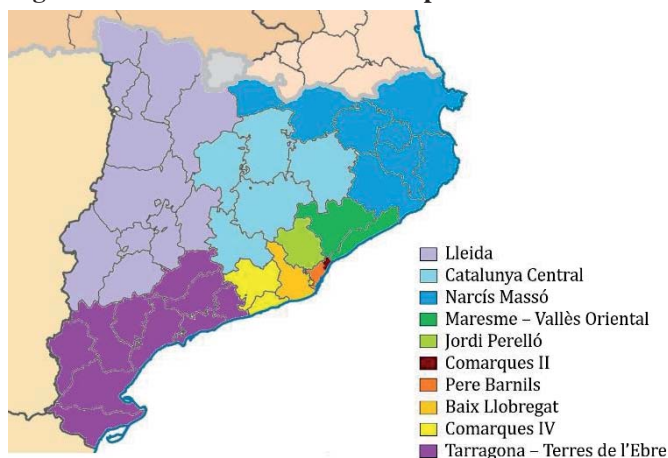 Lleida
Catalunya Central
Narcís Massó
Maresme – Vallès Oriental
Jordi Perelló
Comarques II
Pere Barnils
Baix Llobregat
Comarques IV
Tarragona – Terres de l'Ebre